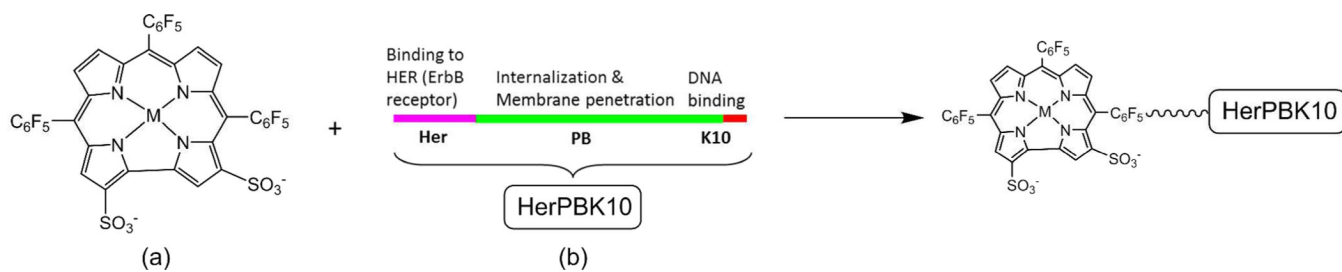 C6F5
N
N
M
N
N
C6F5
C6F5
SO3-
SO3-
(a)
+
Binding to
HER (ErbB
receptor)
Internalization &
Membrane penetration
DNA
binding
Her
PB
K10
HerPBK10
(b)
C6F5
N
N
M
N
N
C6F5
C6F5
HerPBK10
SO3-
SO3-